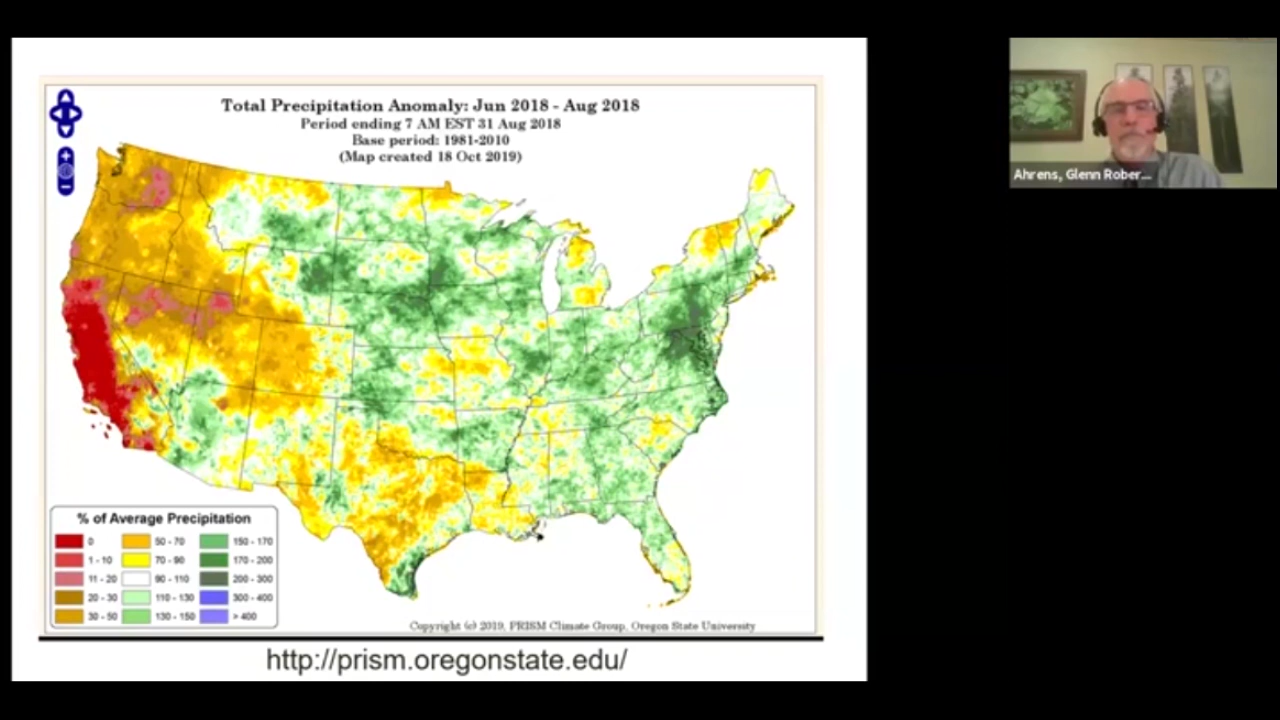 Total Precipitation Anomaly: Jun 2018 - Aug 2018
Period ending 7 AM EST 31 Aug 2018
Base period: 1981-2010
(Map created 18 Oct 2019)
Ahrens, Glenn Rober...
% of Average Precipitation
0
1 - 10
11 - 20
20 - 30
30 - 50
50 - 70
70 - 90
90 - 110
110 - 130
130 - 150
150 - 170
170 - 200
200 - 300
300 - 400
> 400
Copyright (c) 2019, PRISM Climate Group, Oregon State University
http://prism.oregonstate.edu/